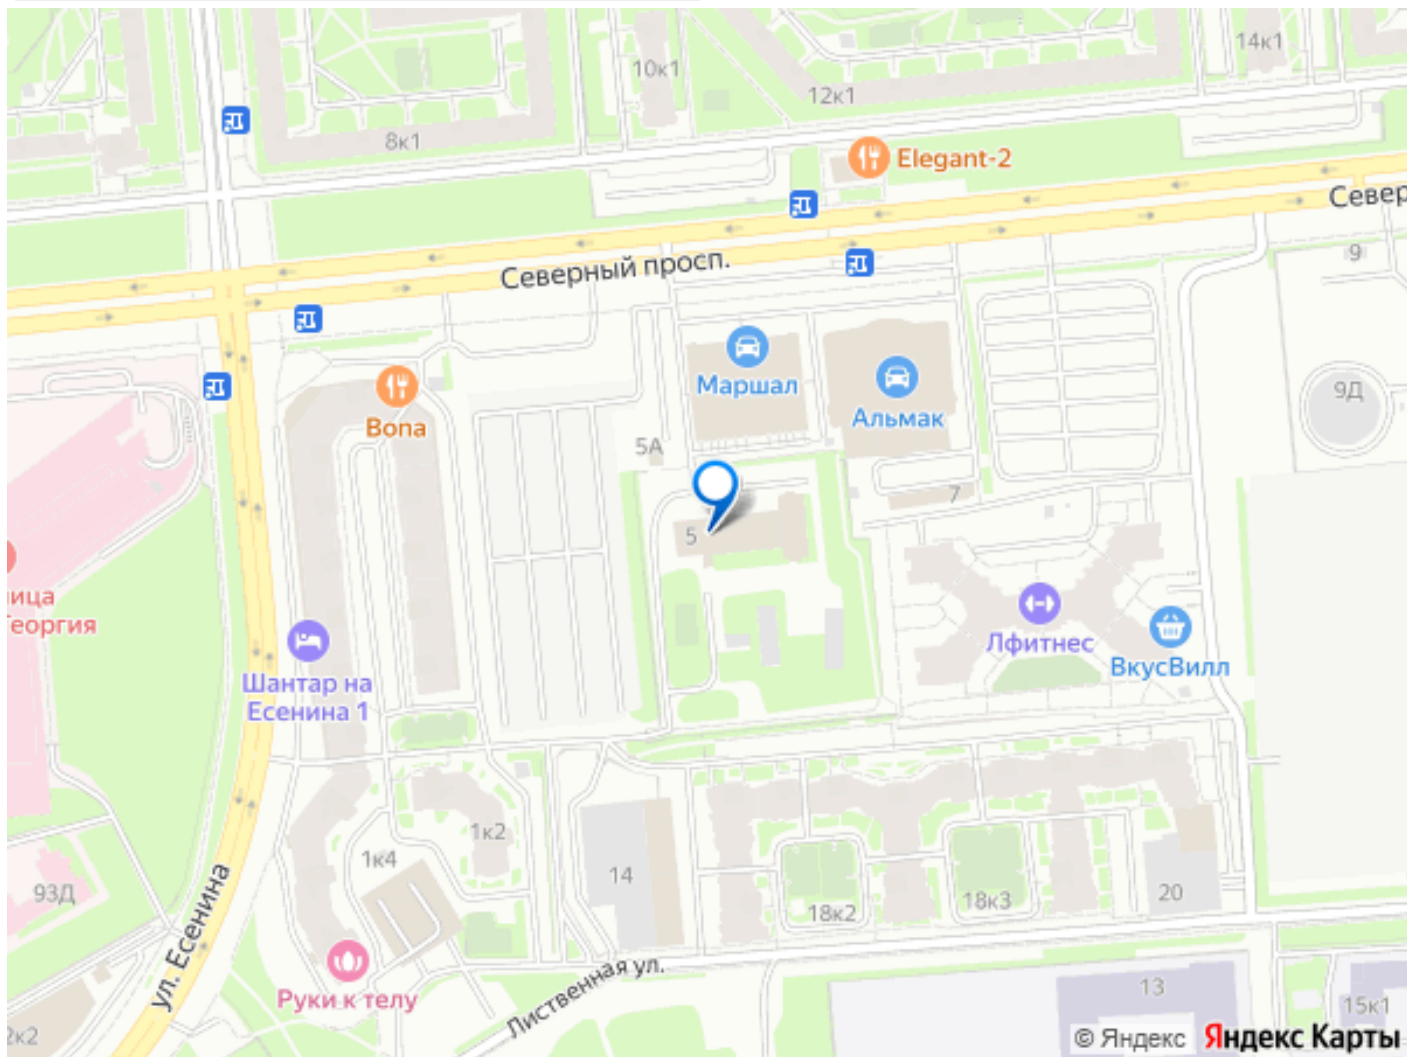 14к1
10к1
12к1
8к1
Elegant-2
Север
Северный просп.
9
Маршал
9Д
Альмак
Bona
5А
7
5
ица
Георгия
Лфитнес
ВкусВилл
Шантар на
Есенина 1
1к2
1к4
14
93Д
18к2
18к3
20
ул. Есенина
Руки к телу
Лиственная ул.
13
15к1
2к2
© Яндекс Яндекс Карты